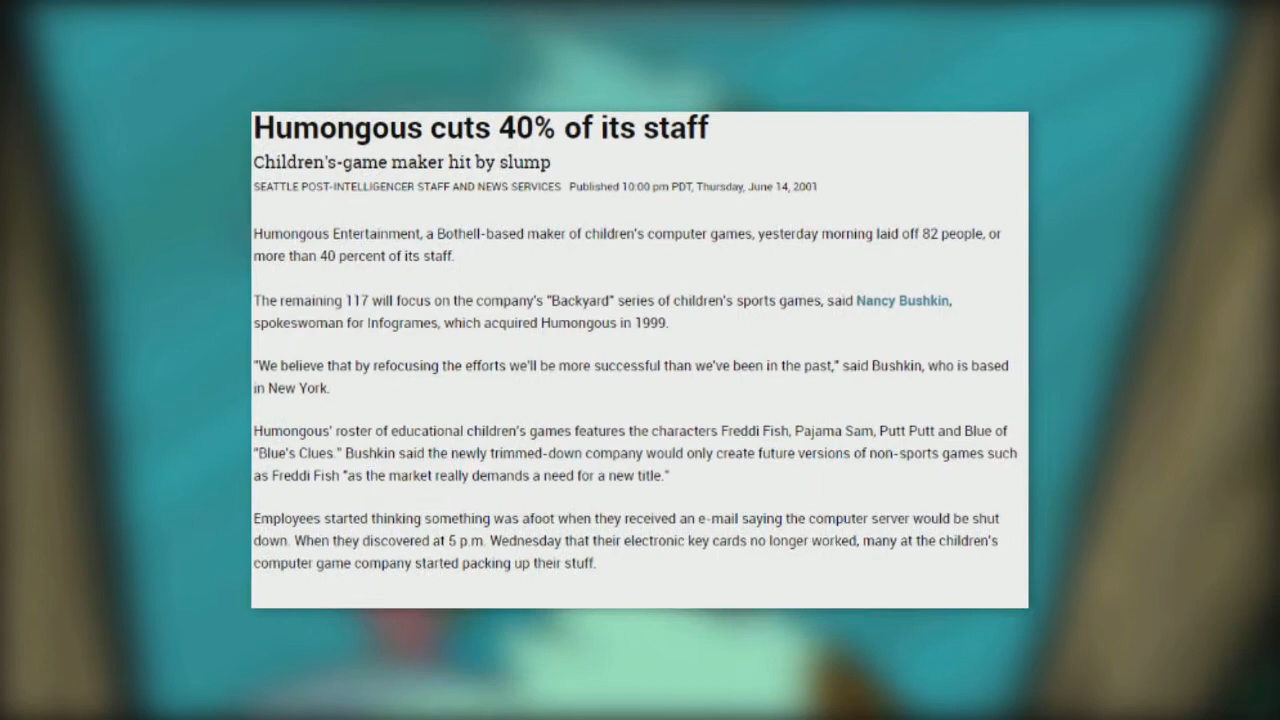 Humongous cuts 40% of its staff
Children's-game maker hit by slump
SEATTLE POST-INTELLIGENCER STAFF AND NEWS SERVICES Published 10:00 pm PDT, Thursday, June 14, 2001
Humongous Entertainment, a Bothell-based maker of children's computer games, yesterday morning laid off 82 people, or
more than 40 percent of its staff.
The remaining 117 will focus on the company's "Backyard" series of children's sports games, said Nancy Bushkin,
spokeswoman for Infogrames, which acquired Humongous in 1999.
"We believe that by refocusing the efforts we'll be more successful than we've been in the past," said Bushkin, who is based
in New York.
Humongous' roster of educational children's games features the characters Freddi Fish, Pajama Sam, Putt Putt and Blue of
"Blue's Clues." Bushkin said the newly trimmed-down company would only create future versions of non-sports games such
as Freddi Fish "as the market really demands a need for a new title."
Employees started thinking something was afoot when they received an e-mail saying the computer server would be shut
down. When they discovered at 5 p.m. Wednesday that their electronic key cards no longer worked, many at the children's
computer game company started packing up their stuff.